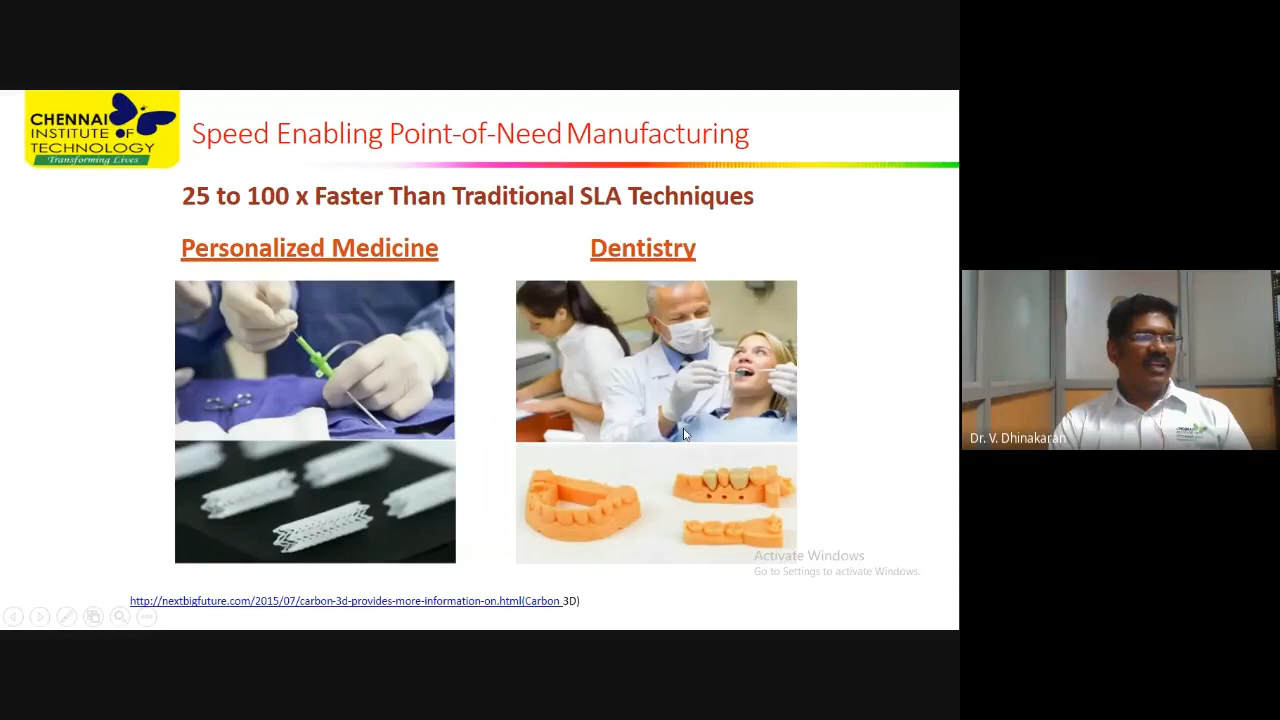 CHENNAI
INSTITUTE OF
TECHNOLOGY
Transforming Lives
Speed Enabling Point-of-Need Manufacturing
25 to 100 x Faster Than Traditional SLA Techniques
Personalized Medicine
Dentistry
Activate Windows
Go to Settings to activate Windows.
http://nextbigfuture.com/2015/07/carbon-3d-provides-more-information-on.html(Carbon 3D)
Dr. V. Dhinakaran